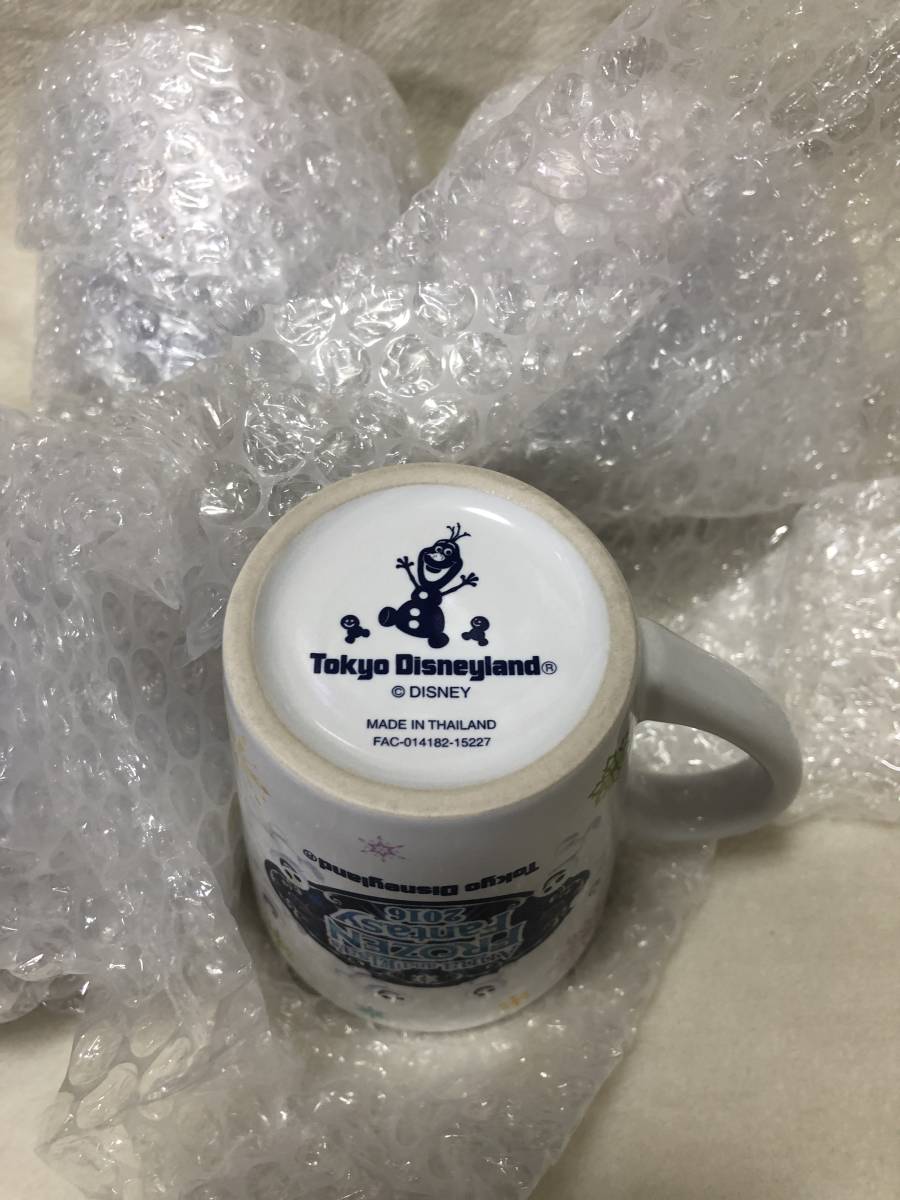 Tokyo Disneyland®
© DISNEY
MADE IN THAILAND
FAC-014182-15227
Tokyo Disneyland®
2016
Fantasy
FROZEN